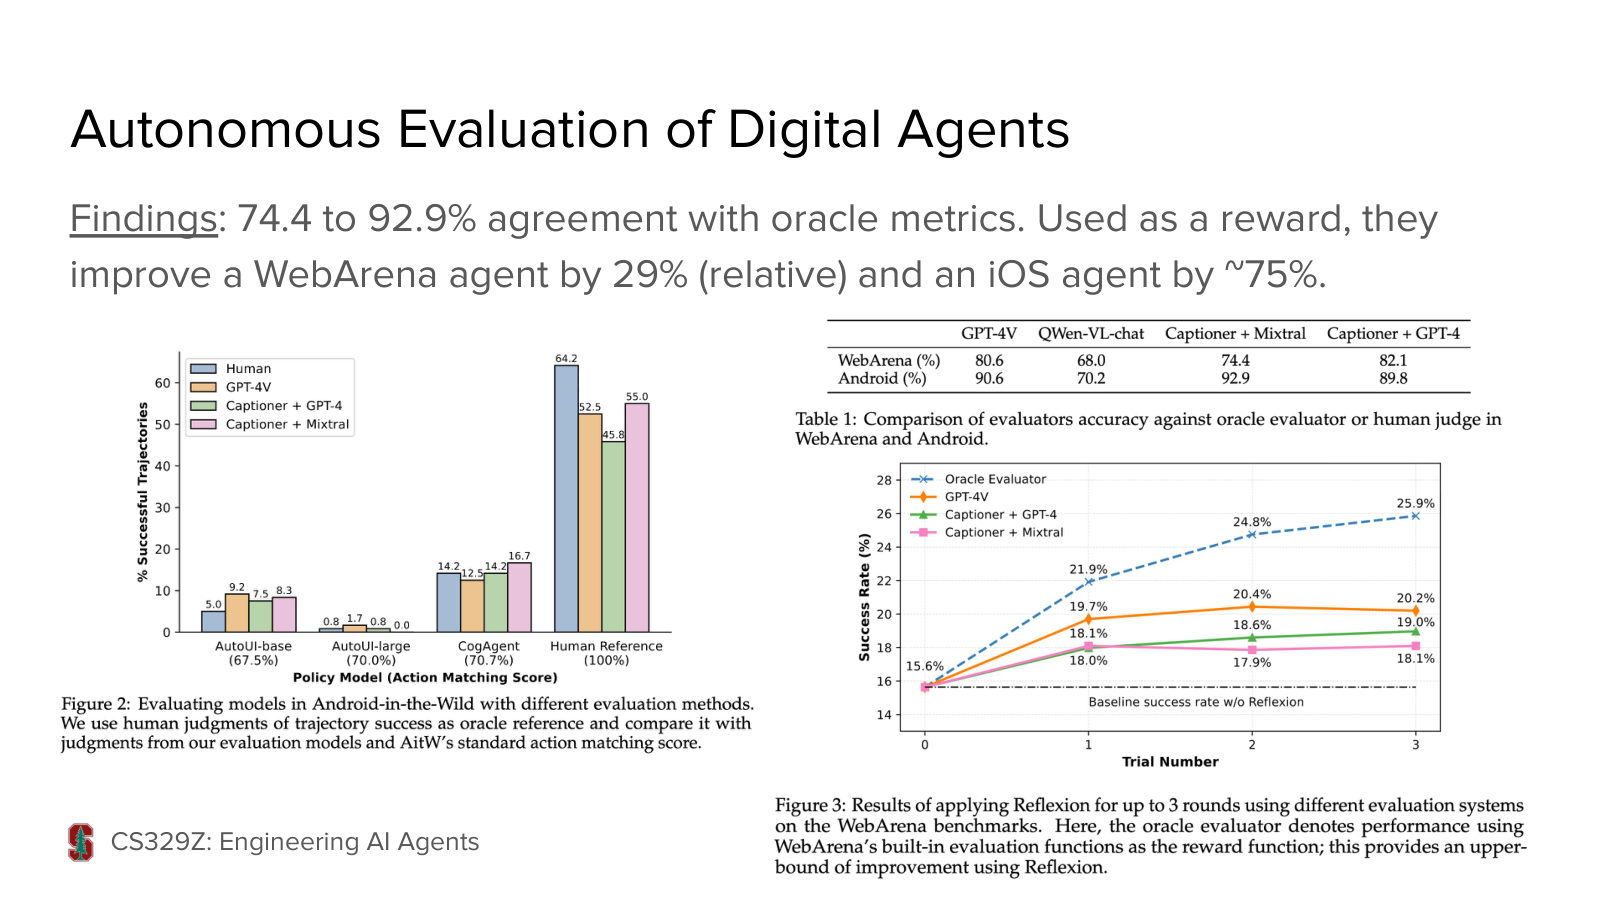 Autonomous Evaluation of Digital Agents
Findings: 74.4 to 92.9% agreement with oracle metrics. Used as a reward, they
improve a WebArena agent by 29% (relative) and an iOS agent by ~75%.
% Successful Trajectories
60
50
40
30
20
10
0
Human
GPT-4V
Captioner + GPT-4
Captioner + Mixtral
5.0 9.2 7.5 8.3
0.8 1.7 0.8 0.0
14.2 12.5 14.2 16.7
64.2 52.5 45.8 55.0
AutoUI-base AutoUI-large CogAgent Human Reference
(67.5%) (70.0%) (70.7%) (100%)
Policy Model (Action Matching Score)
Figure 2: Evaluating models in Android-in-the-Wild with different evaluation methods.
We use human judgments of trajectory success as oracle reference and compare it with
judgments from our evaluation models and AitW's standard action matching score.
GPT-4V QWen-VL-chat Captioner + Mixtral Captioner + GPT-4
WebArena (%) 80.6 68.0 74.4 82.1
Android (%) 90.6 70.2 92.9 89.8
Table 1: Comparison of evaluators accuracy against oracle evaluator or human judge in
WebArena and Android.
Success Rate (%)
28
26
24
22
20
18
16
14
Oracle Evaluator
GPT-4V
Captioner + GPT-4
Captioner + Mixtral
15.6%
21.9% 24.8% 25.9%
19.7% 20.4% 20.2%
18.0% 18.6% 19.0%
18.1% 17.9% 18.1%
Baseline success rate w/o Reflexion
0 1 2 3
Trial Number
Figure 3: Results of applying Reflexion for up to 3 rounds using different evaluation systems
on the WebArena benchmarks. Here, the oracle evaluator denotes performance using
WebArena's built-in evaluation functions as the reward function; this provides an upper-
bound of improvement using Reflexion.
CS329Z: Engineering AI Agents